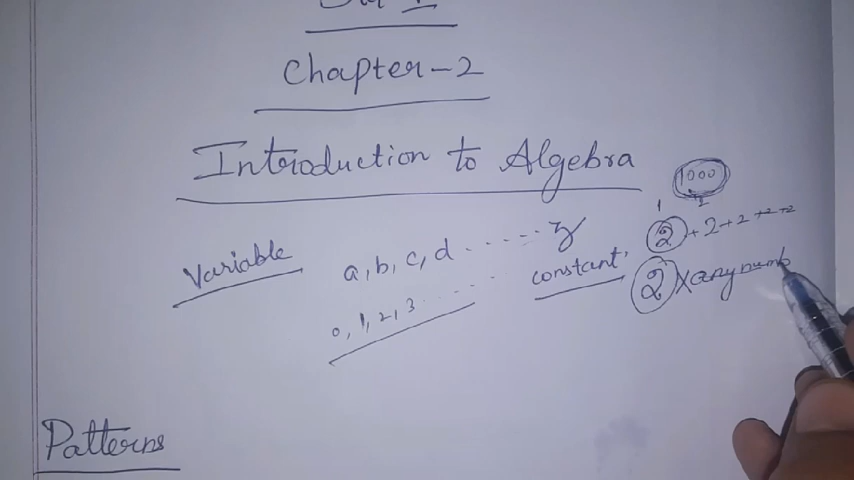 Chapter-2
Introduction to Algebra
1000
1 2
Variable a, b, c, d ...... z constant, 2 + 2 + 2 + 2 + 2
0, 1, 2, 3 ...... 2 x any numb
Patterns